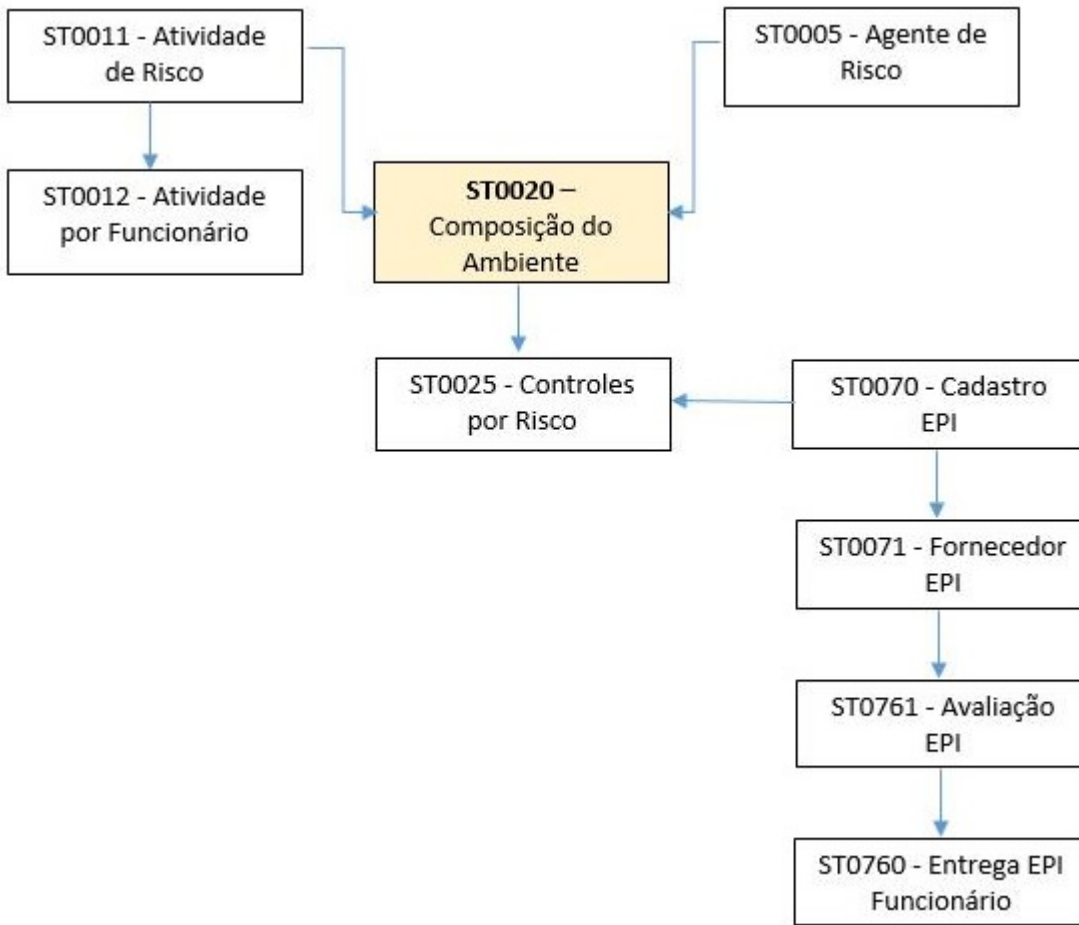 ST0011 - Atividade
de Risco
ST0005 - Agente de
Risco
ST0012 - Atividade
por Funcionário
ST0020 –
Composição do
Ambiente
ST0025 - Controles
por Risco
ST0070 - Cadastro
EPI
ST0071 - Fornecedor
EPI
ST0761 - Avaliação
EPI
ST0760 - Entrega EPI
Funcionário